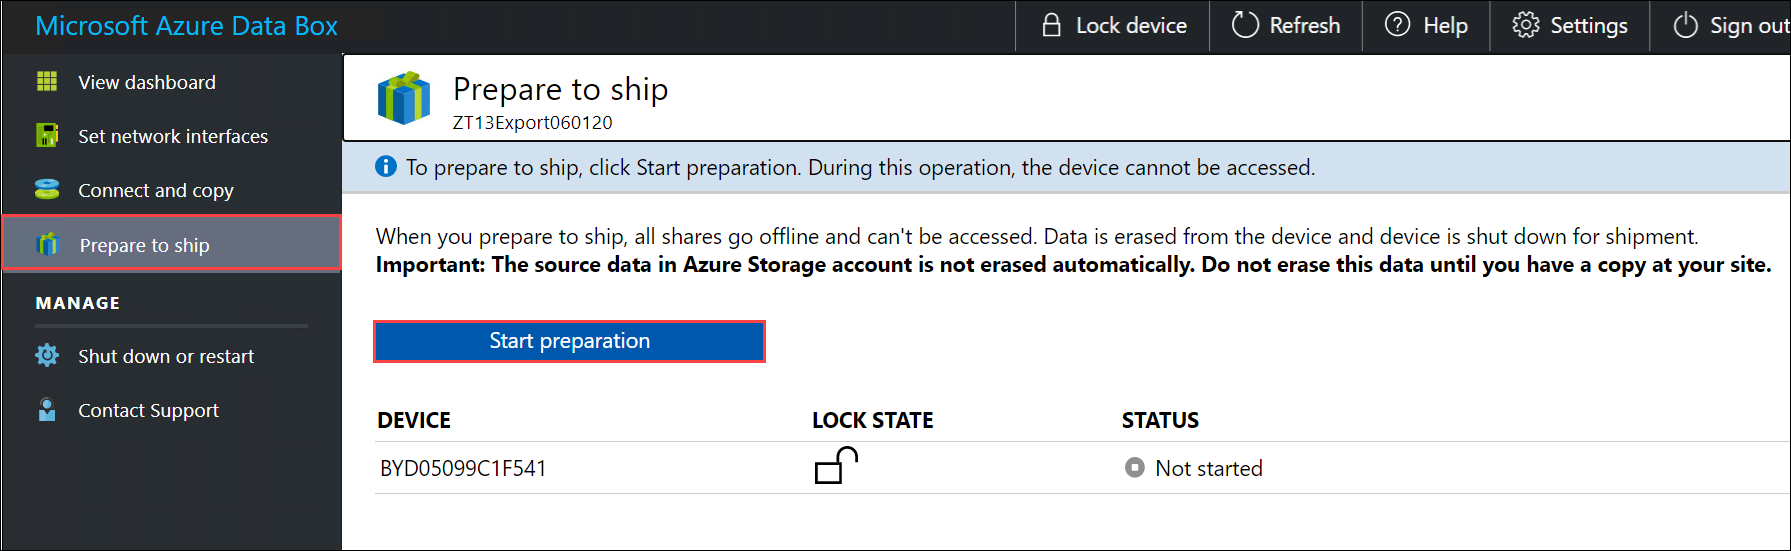 Microsoft Azure Data Box
Lock device
Refresh
Help
Settings
Sign out
View dashboard
Set network interfaces
Connect and copy
Prepare to ship
MANAGE
Shut down or restart
Contact Support
Prepare to ship
ZT13Export060120
To prepare to ship, click Start preparation. During this operation, the device cannot be accessed.
When you prepare to ship, all shares go offline and can't be accessed. Data is erased from the device and device is shut down for shipment.
Important: The source data in Azure Storage account is not erased automatically. Do not erase this data until you have a copy at your site.
Start preparation
DEVICE LOCK STATE STATUS
BYD05099C1F541 Not started